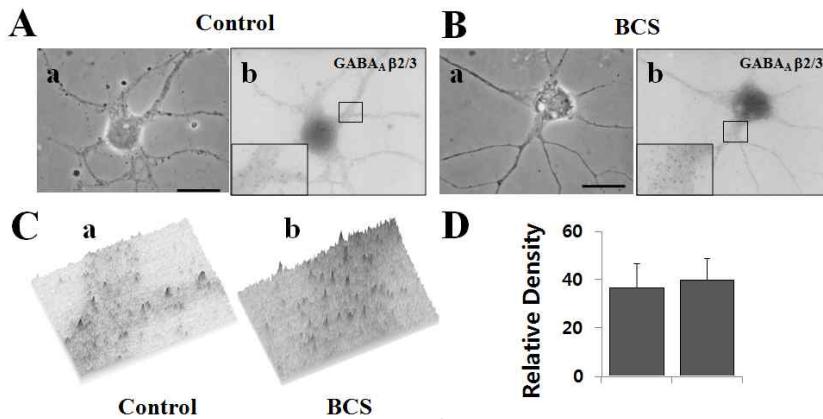 A Control
a
b GABAA β2/3
B BCS
a
b GABAA β2/3
C a b
Control BCS
D
Relative Density
60
40
20
0